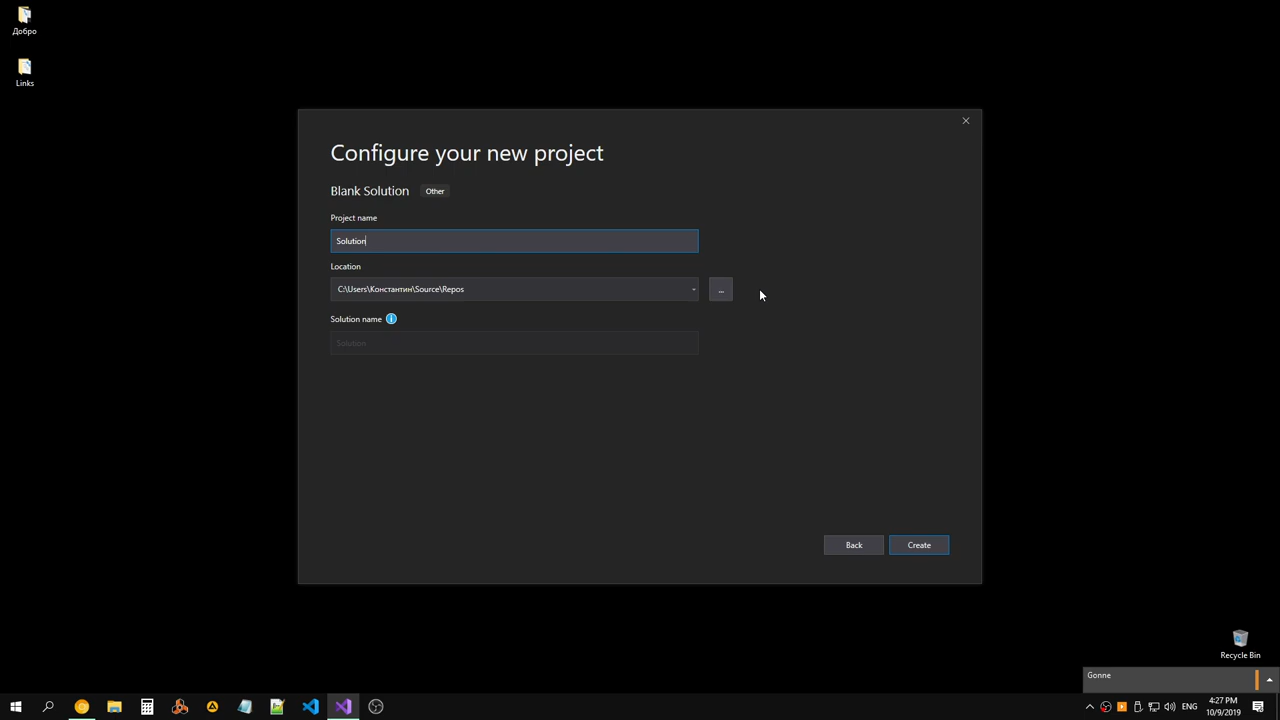 Добро
Links
Configure your new project
Blank Solution Other
Project name
Solution
Location
C:\Users\Константин\Source\Repos
...
Solution name
Solution
Back Create
Recycle Bin
Gonne
ENG
4:27 PM
10/9/2019